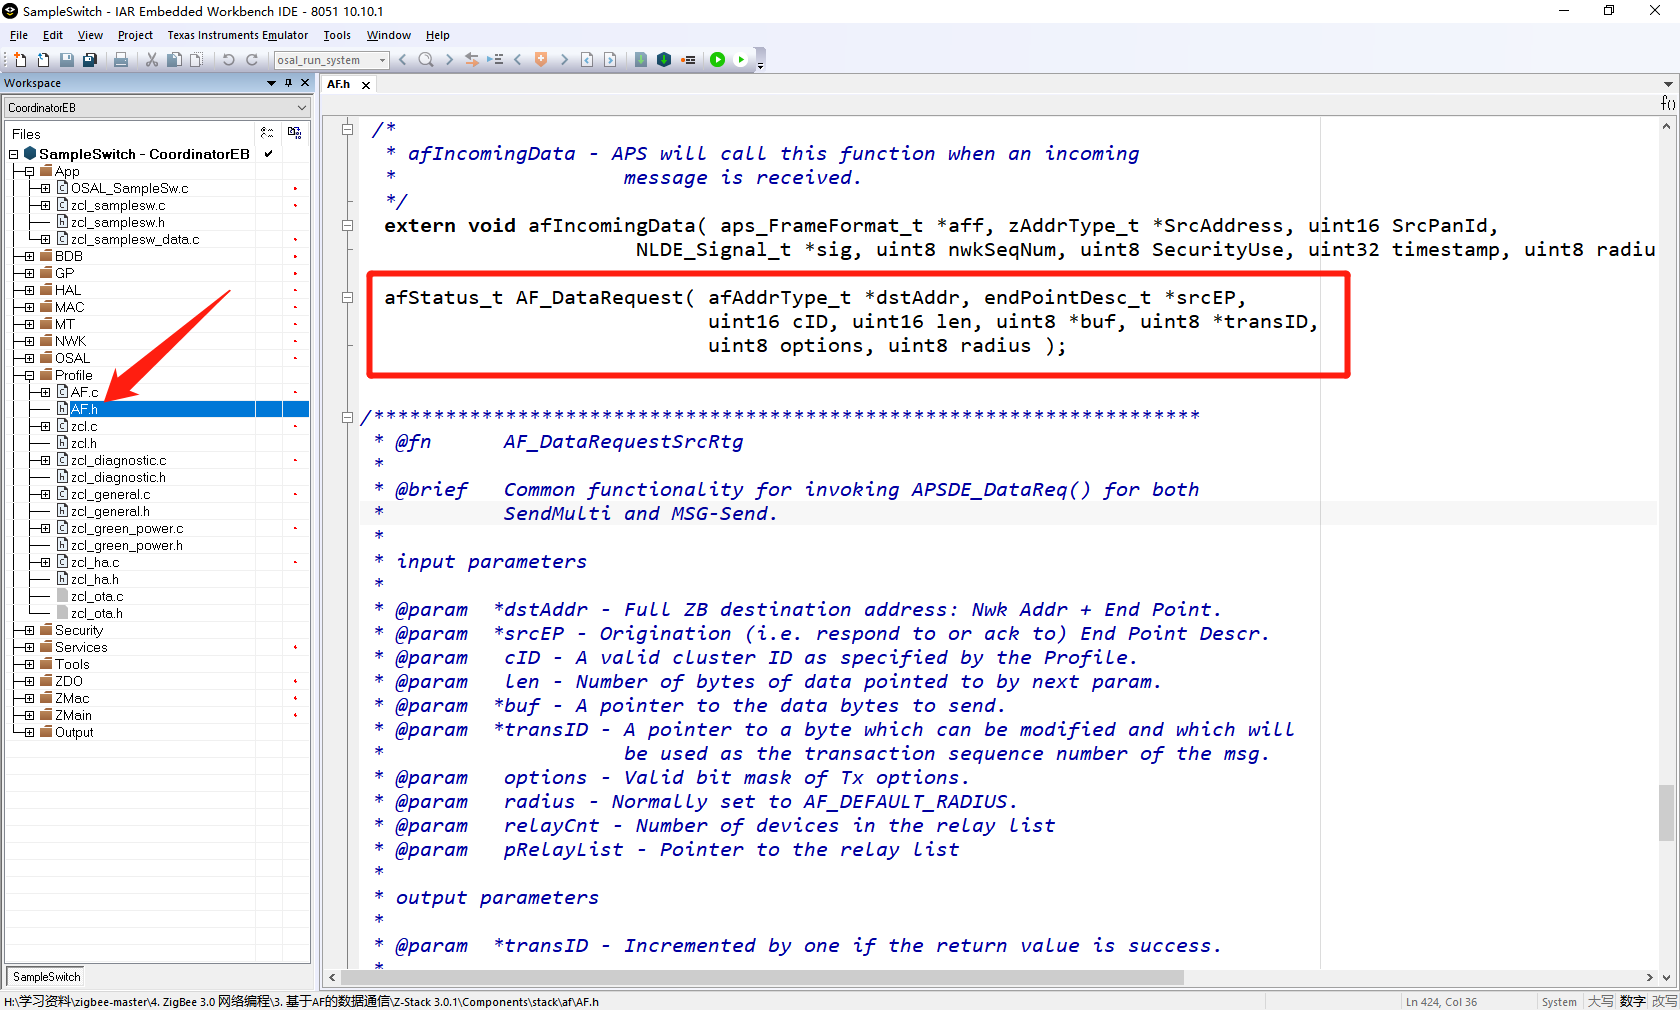 SampleSwitch - IAR Embedded Workbench IDE - 8051 10.10.1
File Edit View Project Texas Instruments Emulator Tools Window Help
osal_run_system
Workspace
CoordinatorEB
Files
SampleSwitch - CoordinatorEB
App
OSAL_SampleSw.c
zcl_samplesw.c
zcl_samplesw.h
zcl_samplesw_data.c
BDB
GP
HAL
MAC
MT
NWK
OSAL
Profile
AF.c
AF.h
zcl.c
zcl.h
zcl_diagnostic.c
zcl_diagnostic.h
zcl_general.c
zcl_general.h
zcl_green_power.c
zcl_green_power.h
zcl_ha.c
zcl_ha.h
zcl_ota.c
zcl_ota.h
Security
Services
Tools
ZDO
ZMac
ZMain
Output
SampleSwitch
AF.h
f()
/*
* afIncomingData - APS will call this function when an incoming
* message is received.
*/
extern void afIncomingData( aps_FrameFormat_t *aff, zAddrType_t *SrcAddress, uint16 SrcPanId,
NLDE_Signal_t *sig, uint8 nwkSeqNum, uint8 SecurityUse, uint32 timestamp, uint8 radiu
afStatus_t AF_DataRequest( afAddrType_t *dstAddr, endPointDesc_t *srcEP,
uint16 cID, uint16 len, uint8 *buf, uint8 *transID,
uint8 options, uint8 radius );
/*********************************************************************
* @fn AF_DataRequestSrcRtg
*
* @brief Common functionality for invoking APSDE_DataReq() for both
* SendMulti and MSG-Send.
*
* input parameters
*
* @param *dstAddr - Full ZB destination address: Nwk Addr + End Point.
* @param *srcEP - Origination (i.e. respond to or ack to) End Point Descr.
* @param cID - A valid cluster ID as specified by the Profile.
* @param len - Number of bytes of data pointed to by next param.
* @param *buf - A pointer to the data bytes to send.
* @param *transID - A pointer to a byte which can be modified and which will
* be used as the transaction sequence number of the msg.
* @param options - Valid bit mask of Tx options.
* @param radius - Normally set to AF_DEFAULT_RADIUS.
* @param relayCnt - Number of devices in the relay list
* @param pRelayList - Pointer to the relay list
*
* output parameters
*
* @param *transID - Incremented by one if the return value is success.
*
H:\学习资料\zigbee-master\4. ZigBee 3.0 网络编程\3. 基于AF的数据通信\Z-Stack 3.0.1\Components\stack\af\AF.h
Ln 424, Col 36
System
大写 数字 改写